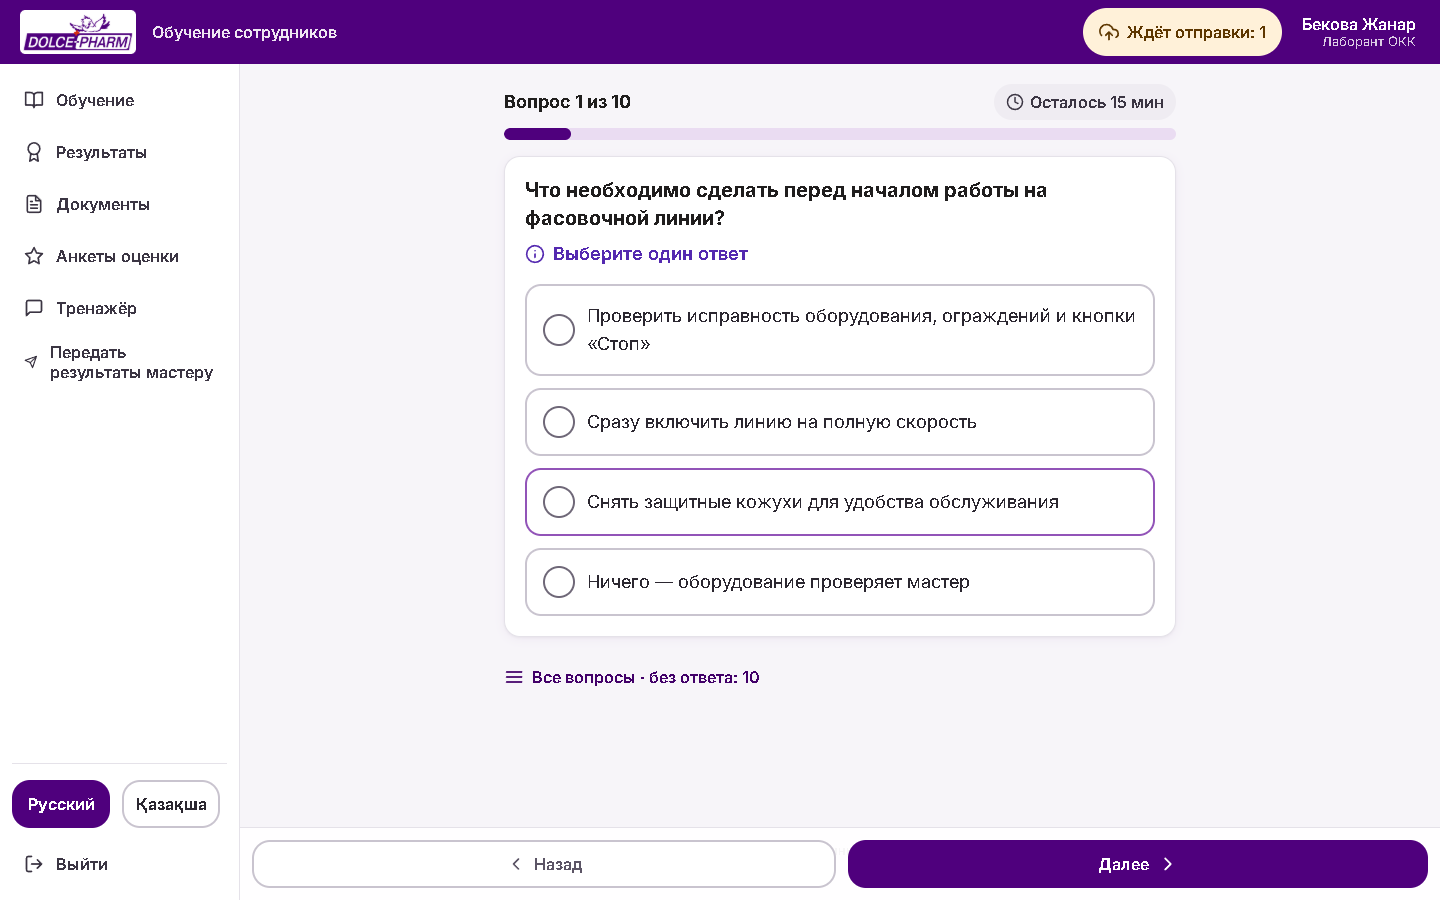 DOLCE-PHARM
Обучение сотрудников
Ждёт отправки: 1
Бекова Жанар
Лаборант ОКК
Обучение
Результаты
Документы
Анкеты оценки
Тренажёр
Передать
результаты мастеру
Русский
Қазақша
Выйти
Вопрос 1 из 10
Осталось 15 мин
Что необходимо сделать перед началом работы на
фасовочной линии?
Выберите один ответ
Проверить исправность оборудования, ограждений и кнопки
«Стоп»
Сразу включить линию на полную скорость
Снять защитные кожухи для удобства обслуживания
Ничего — оборудование проверяет мастер
Все вопросы · без ответа: 10
Назад
Далее